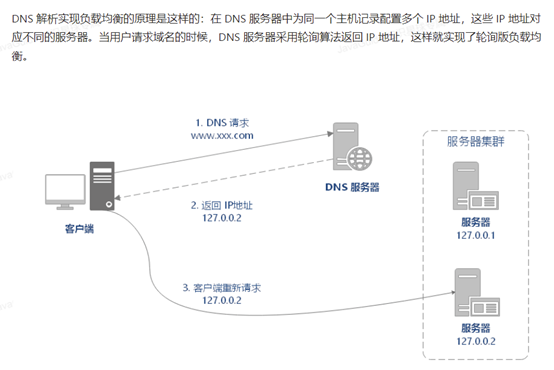 DNS 解析实现负载均衡的原理是这样的：在 DNS 服务器中为同一个主机记录配置多个 IP 地址，这些 IP 地址对
应不同的服务器。当用户请求域名的时候，DNS 服务器采用轮询算法返回 IP 地址，这样就实现了轮询版负载均
衡。
1. DNS 请求
www.xxx.com
服务器集群
DNS 服务器
2. 返回 IP地址
127.0.0.2
客户端
服务器
127.0.0.1
3. 客户端重新请求
127.0.0.2
服务器
127.0.0.2